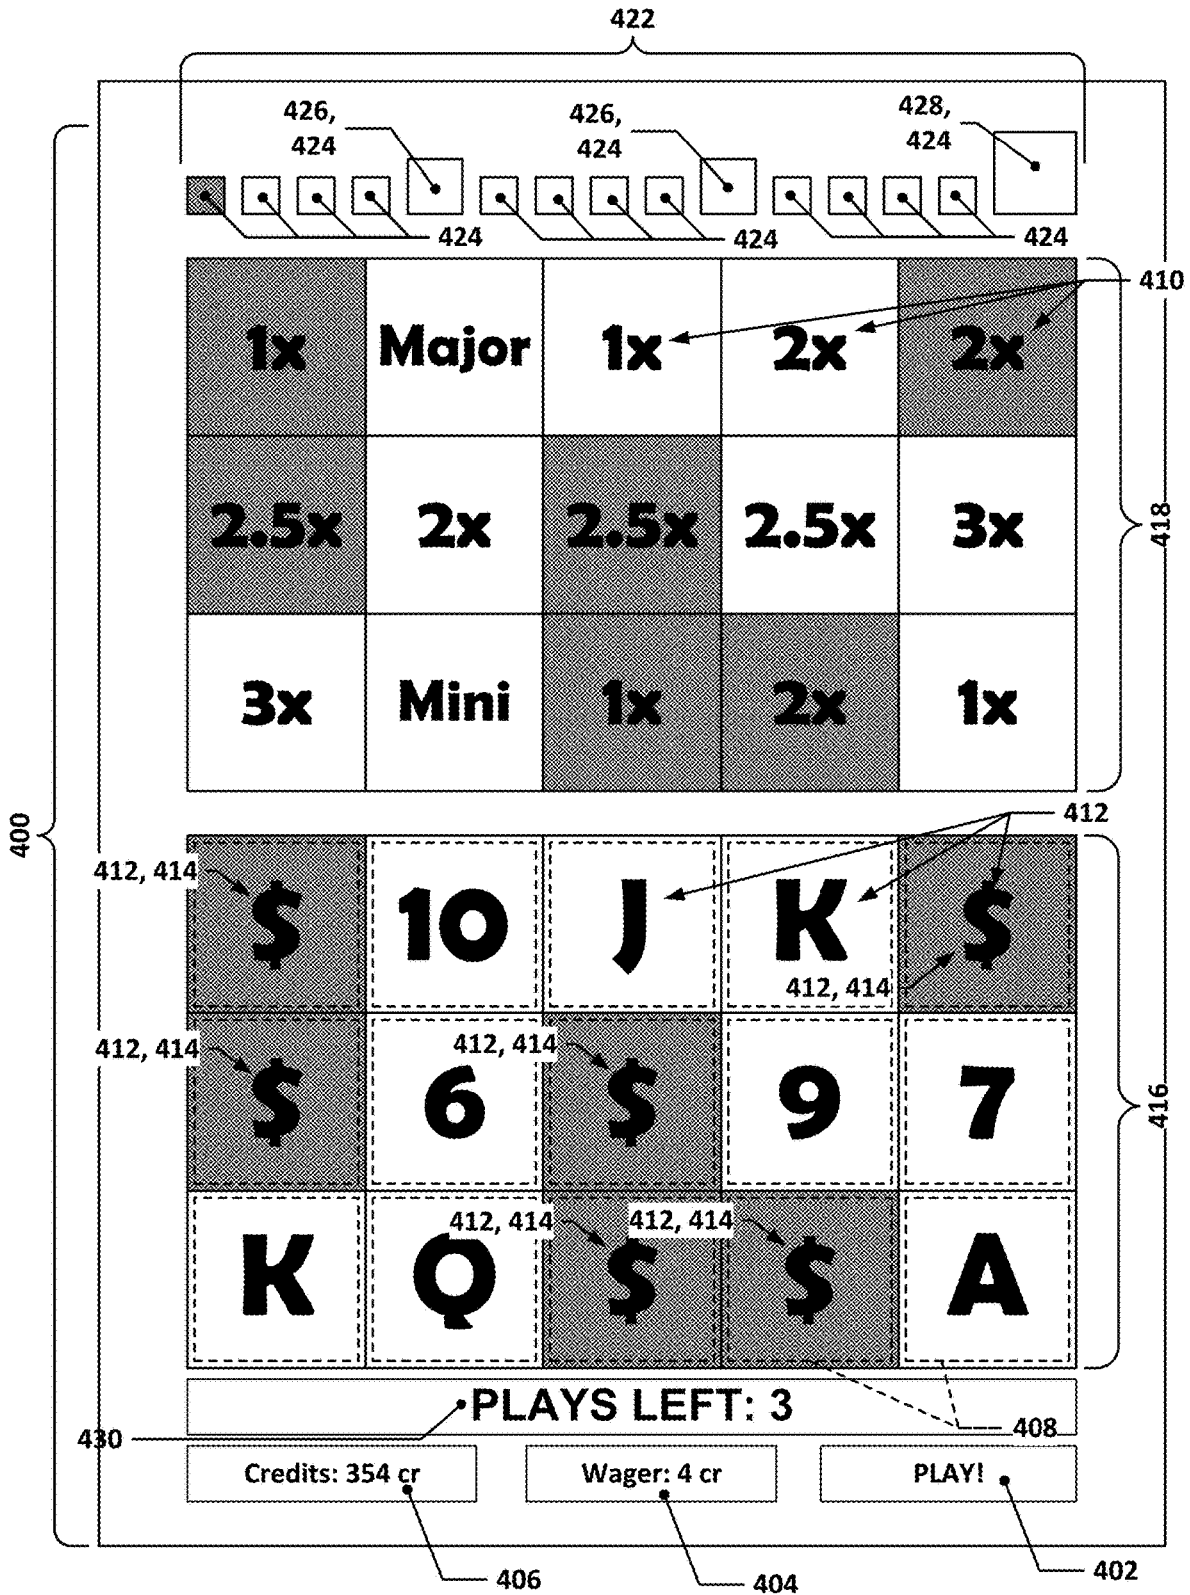 422
426,
424
426,
424
428,
424
424
424
424
410
1x Major 1x 2x 2x
2.5x 2x 2.5x 2.5x 3x
418
3x Mini 1x 2x 1x
400
412
412, 414
$ 10 J K $
412, 414
412, 414
412, 414
$ 6 $ 9 7
416
412, 414
412, 414
K Q $ $ A
PLAYS LEFT: 3
408
430
Credits: 354 cr
Wager: 4 cr
PLAY!
406
404
402